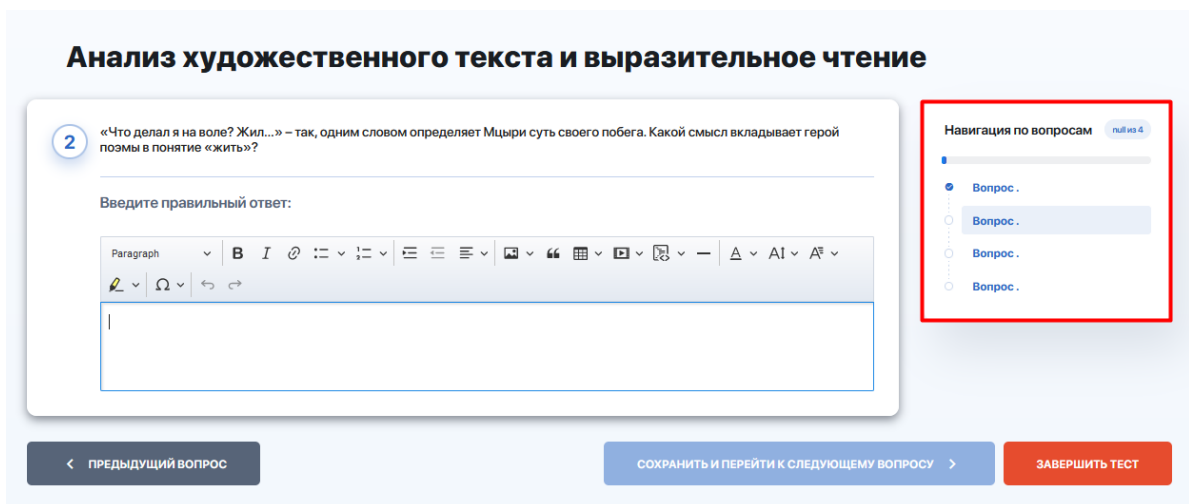 Анализ художественного текста и выразительное чтение
2
«Что делал я на воле? Жил...» – так, одним словом определяет Мцыри суть своего побега. Какой смысл вкладывает герой
поэмы в понятие «жить»?
Введите правильный ответ:
Paragraph
ПРЕДЫДУЩИЙ ВОПРОС
СОХРАНИТЬ И ПЕРЕЙТИ К СЛЕДУЮЩЕМУ ВОПРОСУ
ЗАВЕРШИТЬ ТЕСТ
Навигация по вопросам
null из 4
Вопрос .
Вопрос .
Вопрос .
Вопрос .